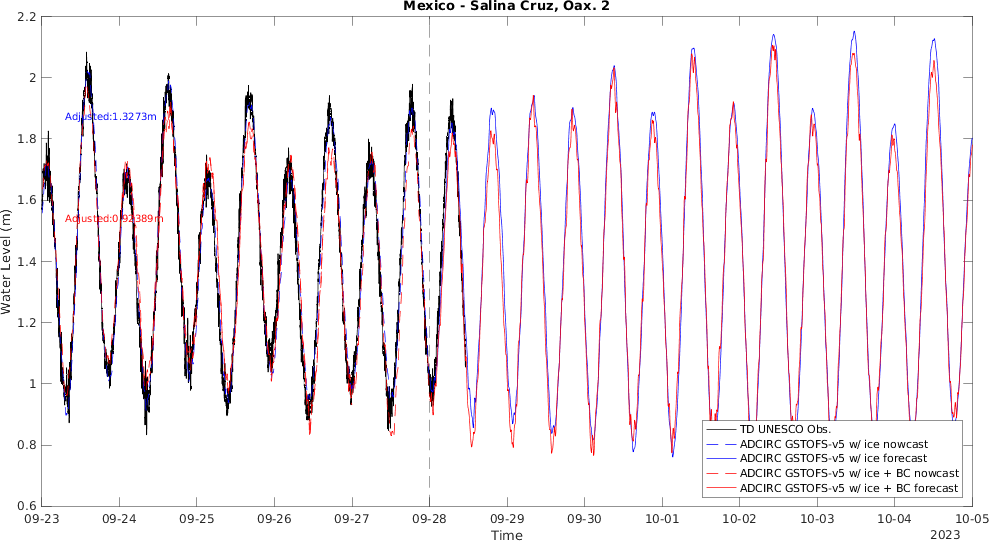 Mexico - Salina Cruz, Oax. 2
2.2
2
1.8
1.6
1.4
1.2
1
0.8
0.6
Water Level (m)
Adjusted:1.3273m
Adjusted:0.92389m
TD UNESCO Obs.
ADCIRC GSTOFS-v5 w/ ice nowcast
ADCIRC GSTOFS-v5 w/ ice forecast
ADCIRC GSTOFS-v5 w/ ice + BC nowcast
ADCIRC GSTOFS-v5 w/ ice + BC forecast
09-23 09-24 09-25 09-26 09-27 09-28 09-29 09-30 10-01 10-02 10-03 10-04 10-05
Time
2023